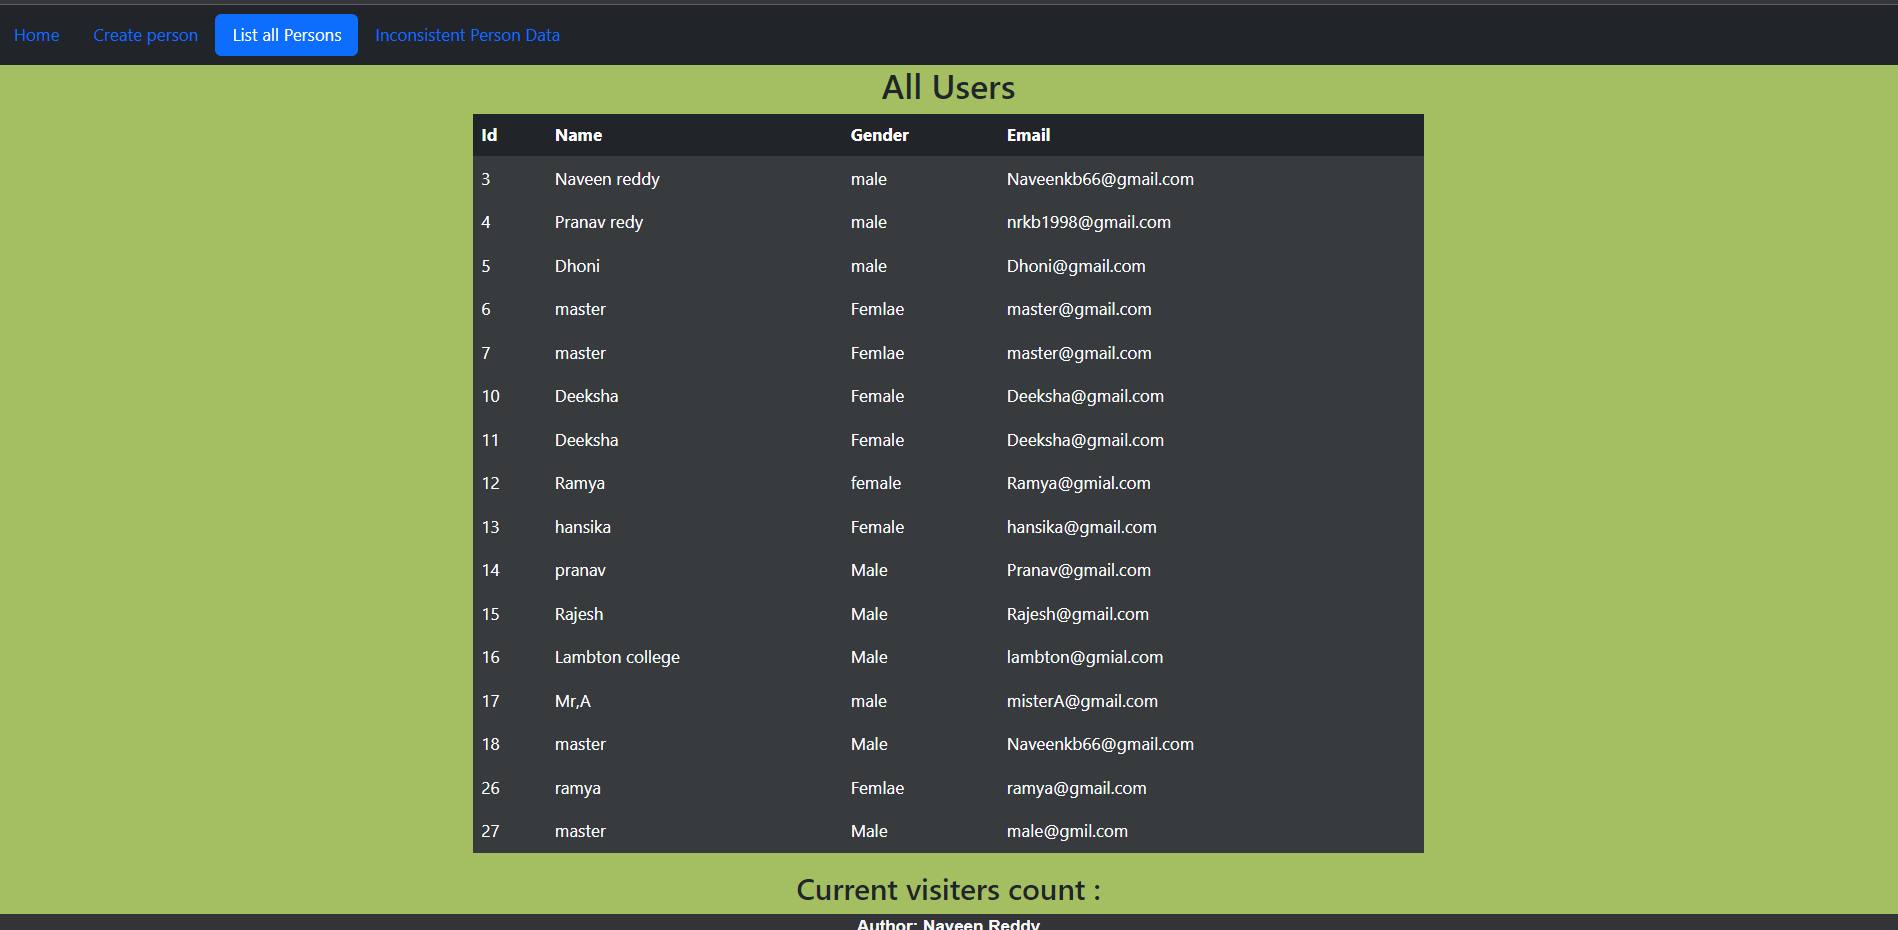 Home Create person List all Persons Inconsistent Person Data
All Users
Id Name Gender Email
3 Naveen reddy male Naveenkb66@gmail.com
4 Pranav redy male nrkb1998@gmail.com
5 Dhoni male Dhoni@gmail.com
6 master Femlae master@gmail.com
7 master Femlae master@gmail.com
10 Deeksha Female Deeksha@gmail.com
11 Deeksha Female Deeksha@gmail.com
12 Ramya female Ramya@gmial.com
13 hansika Female hansika@gmail.com
14 pranav Male Pranav@gmail.com
15 Rajesh Male Rajesh@gmail.com
16 Lambton college Male lambton@gmial.com
17 Mr,A male misterA@gmail.com
18 master Male Naveenkb66@gmail.com
26 ramya Femlae ramya@gmail.com
27 master Male male@gmil.com
Current visiters count :
Author: Naveen Reddy